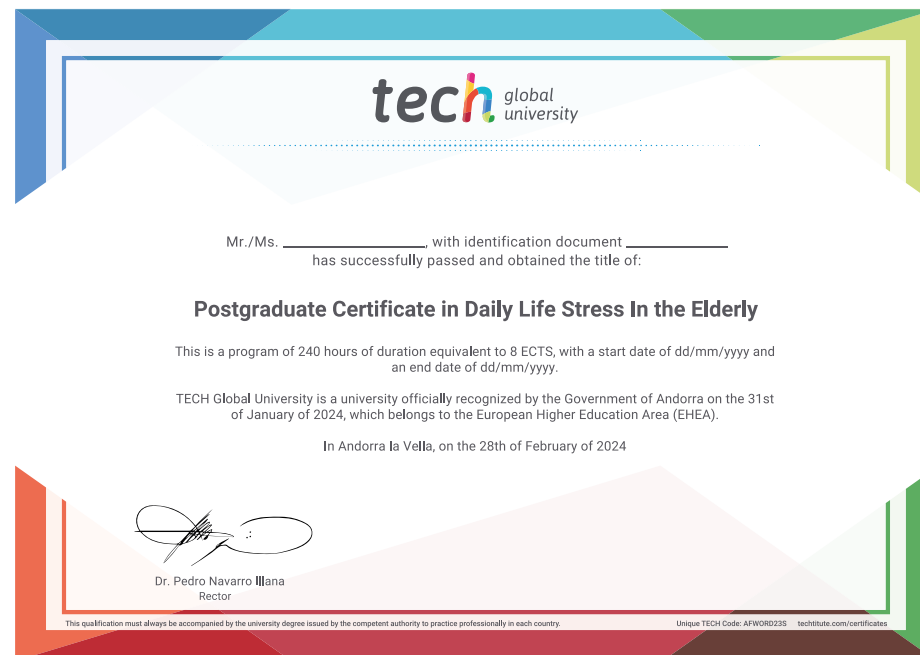 tech global university
Mr./Ms. ____________, with identification document ____________
has successfully passed and obtained the title of:
Postgraduate Certificate in Daily Life Stress In the Elderly
This is a program of 240 hours of duration equivalent to 8 ECTS, with a start date of dd/mm/yyyy and
an end date of dd/mm/yyyy.
TECH Global University is a university officially recognized by the Government of Andorra on the 31st
of January of 2024, which belongs to the European Higher Education Area (EHEA).
In Andorra la Vella, on the 28th of February of 2024
Dr. Pedro Navarro Illana
Rector
This qualification must always be accompanied by the university degree issued by the competent authority to practice professionally in each country.
Unique TECH Code: AFWORD23S techtitute.com/certificates